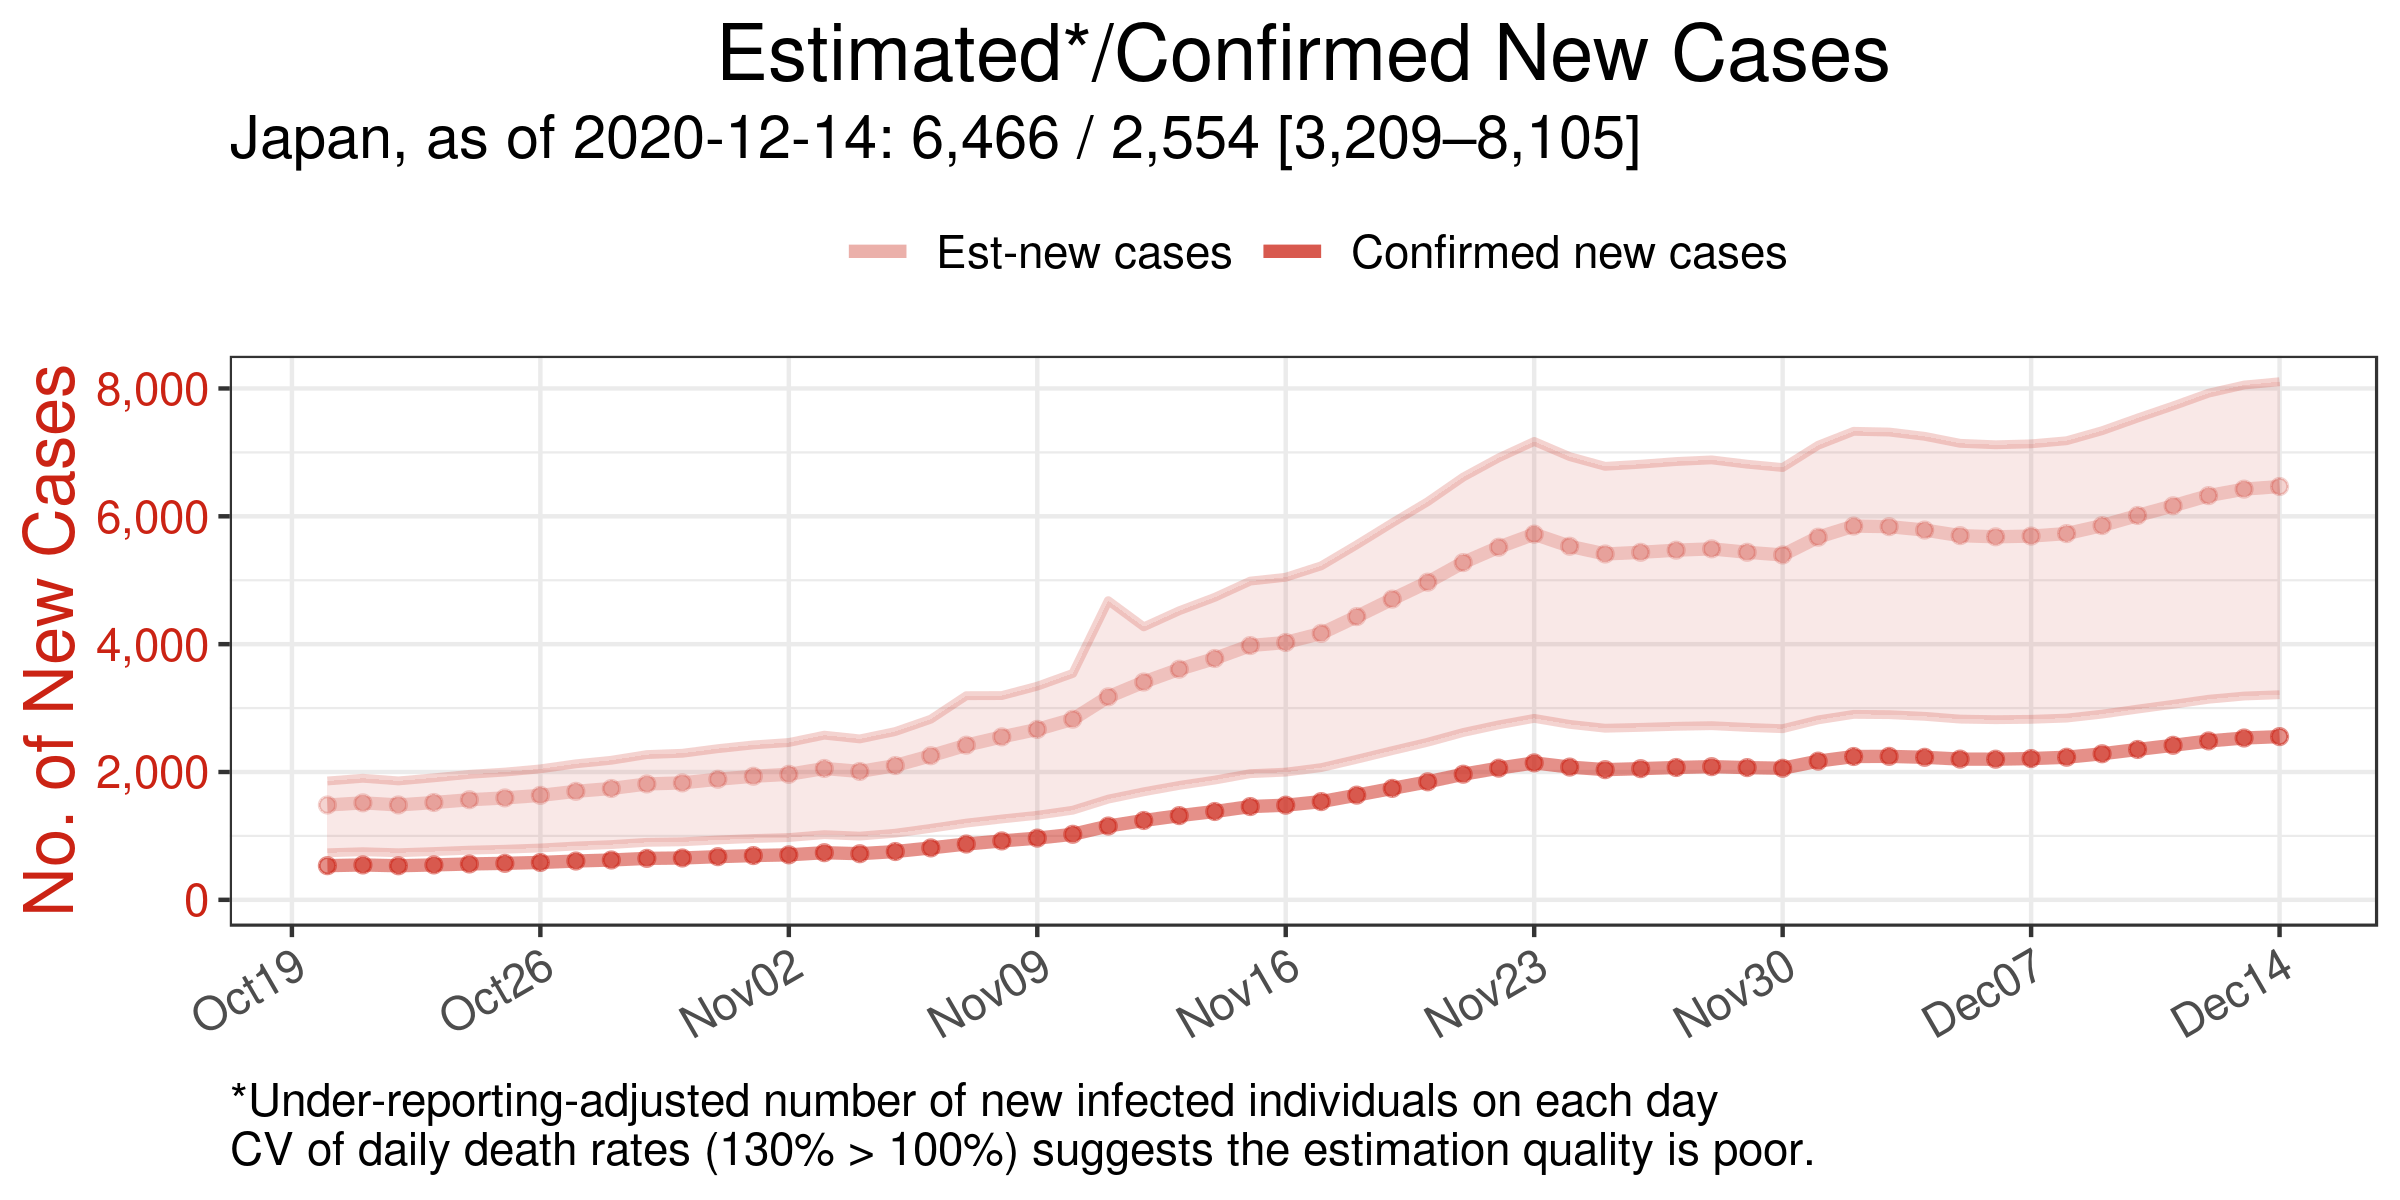 Estimated*/Confirmed New Cases
Japan, as of 2020-12-14: 6,466 / 2,554 [3,209–8,105]
Est-new cases
Confirmed new cases
No. of New Cases
8,000
6,000
4,000
2,000
0
Oct19
Oct26
Nov02
Nov09
Nov16
Nov23
Nov30
Dec07
Dec14
*Under-reporting-adjusted number of new infected individuals on each day
CV of daily death rates (130% > 100%) suggests the estimation quality is poor.